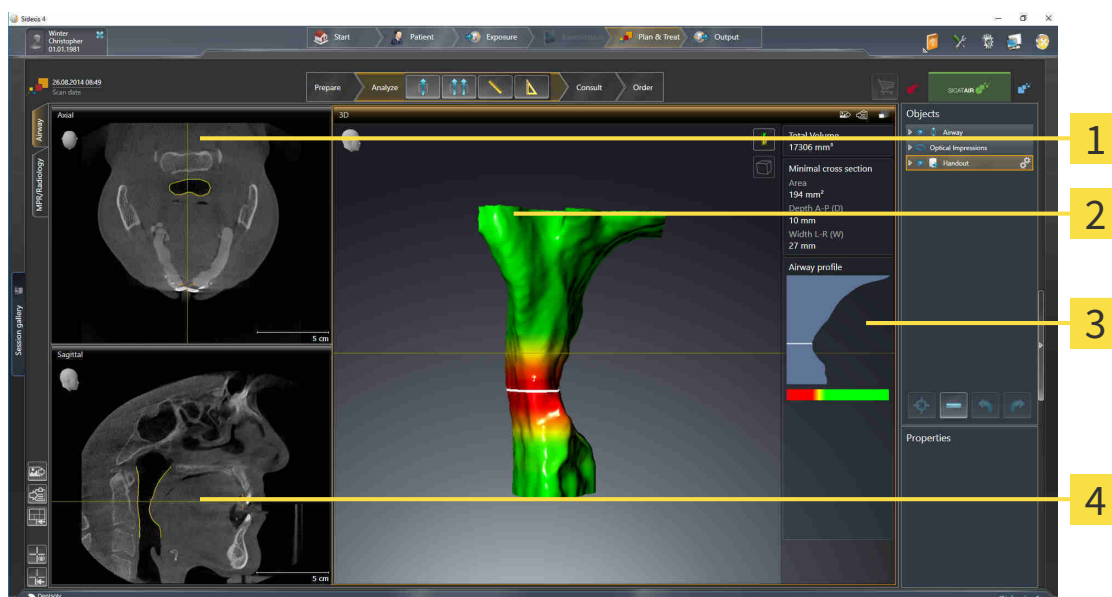 Sidexis 4
Winter
Christopher
01.01.1981
Start
Patient
Exposure
Plan & Treat
Output
26.08.2014 08:49
Scan date
Prepare
Analyze
Consult
Order
SICATAIR
Airway
MPR/Radiology
Session gallery
Axial
5 cm
Sagittal
5 cm
3D
Total Volume
17306 mm³
Minimal cross section
Area
194 mm²
Depth A-P (D)
10 mm
Width L-R (W)
27 mm
Airway profile
Objects
Airway
Optical Impressions
Handout
Properties
1
2
3
4